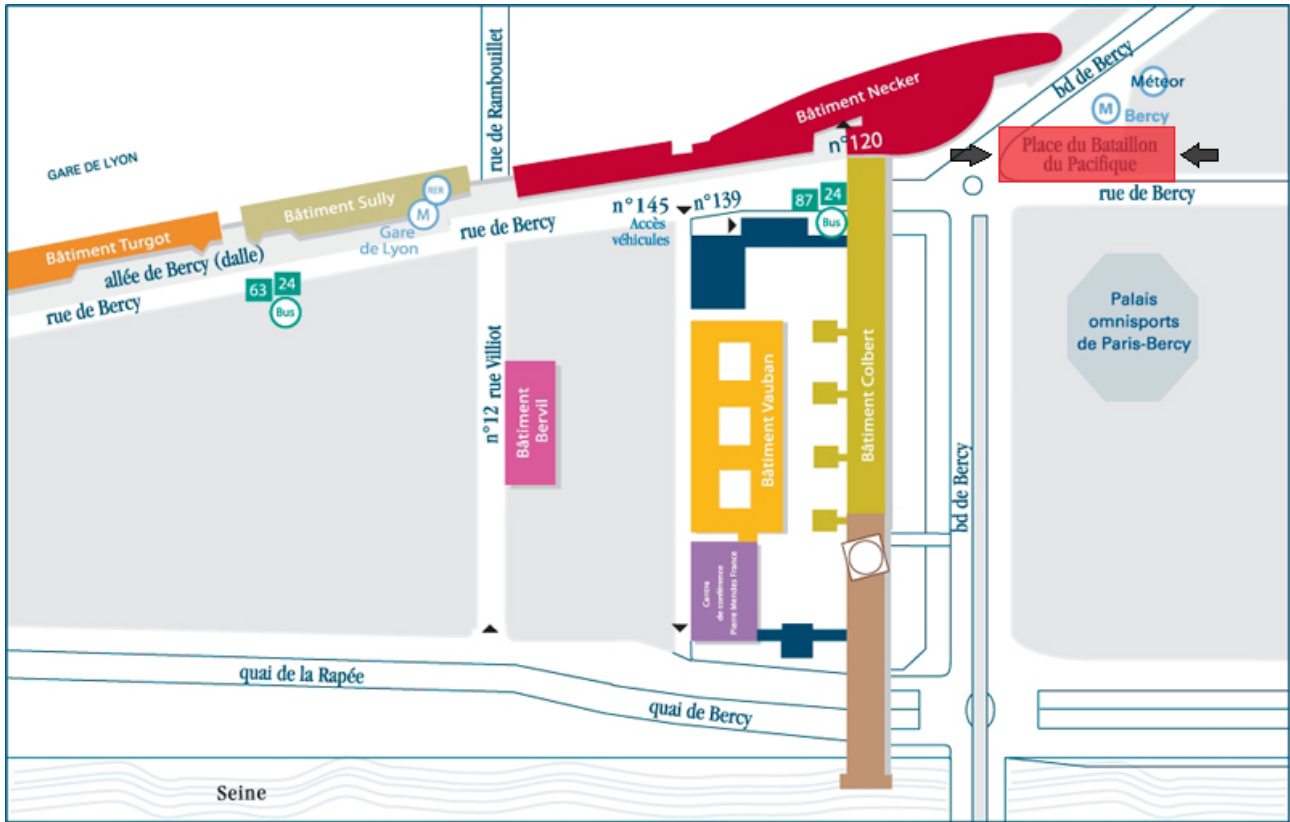 rue de Rambouillet
Bâtiment Necker
bd de Bercy
Météor
M
Bercy
GARE DE LYON
n°120
Place du Bataillon
du Pacifique
rue de Bercy
Bâtiment Sully
RER
M
Gare
de Lyon
rue de Bercy
n°145
Accès
véhicules
n°139
87
24
Bus
Bâtiment Turgot
allée de Bercy (dalle)
rue de Bercy
63
24
Bus
Palais
omnisports
de Paris-Bercy
n°12 rue Villiot
Bâtiment
Bervil
Bâtiment Vauban
Bâtiment Colbert
bd de Bercy
Centre
de conférence
Pierre Mendes France
quai de la Rapée
quai de Bercy
Seine